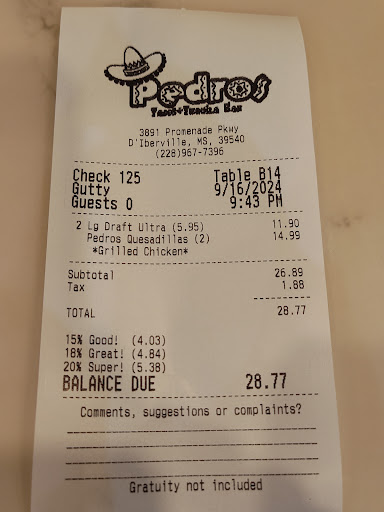 Pedros
Tacos+Tequila Bar
3891 Promenade Pkwy
D'Iberville, MS, 39540
(228)967-7396
Check 125 Table B14
Gutty 9/16/2024
Guests 0 9:43 PM
2 Lg Draft Ultra (5.95) 11.90
Pedros Quesadillas (2) 14.99
*Grilled Chicken*
Subtotal 26.89
Tax 1.88
TOTAL 28.77
15% Good! (4.03)
18% Great! (4.84)
20% Super! (5.38)
BALANCE DUE 28.77
Comments, suggestions or complaints?
Gratuity not included